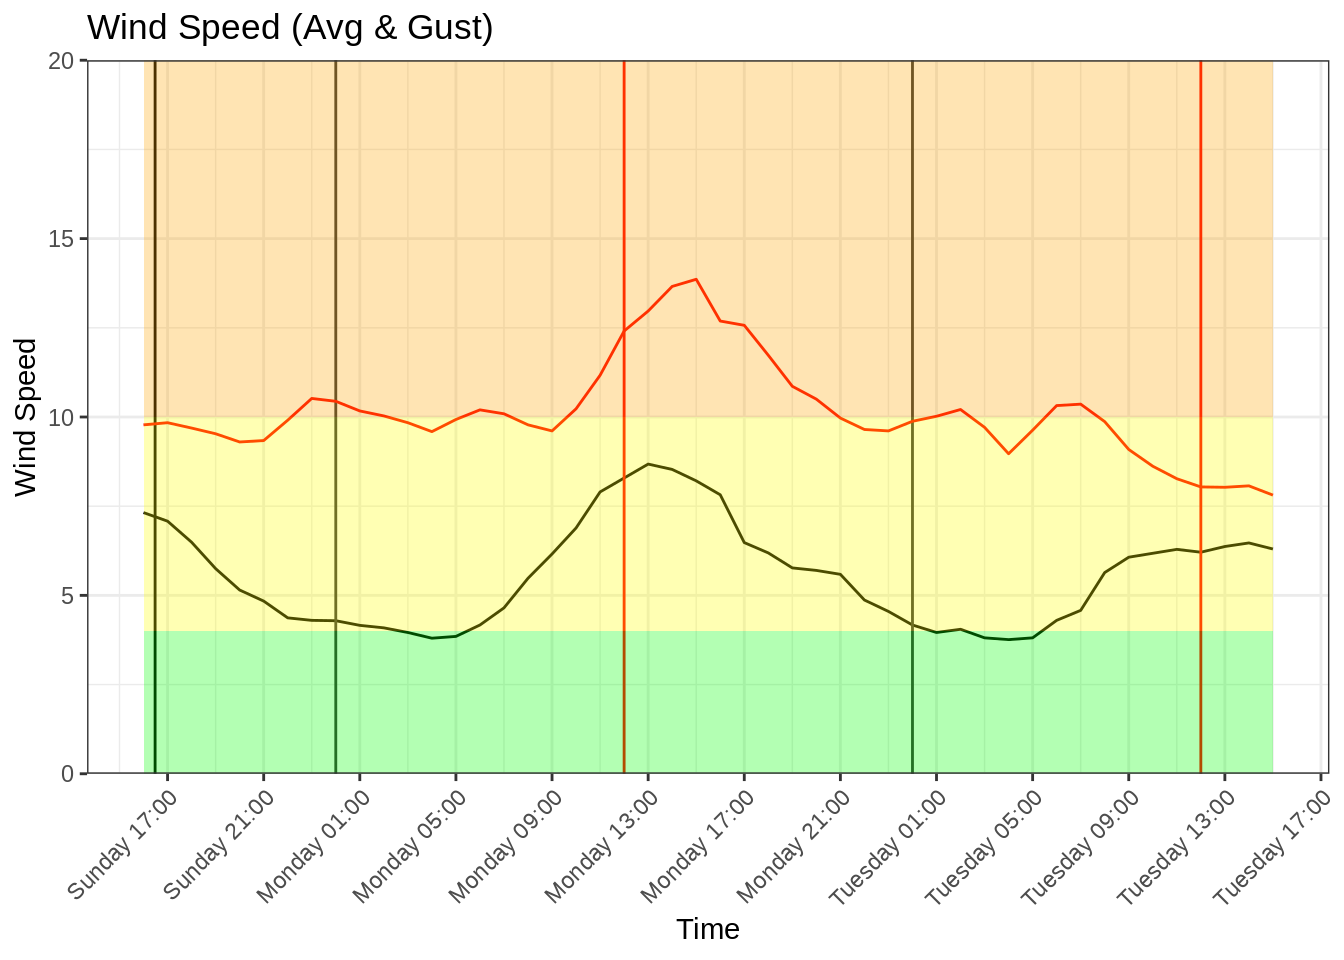 Wind Speed (Avg & Gust)
Wind Speed
20
15
10
5
0
Sunday 17:00
Sunday 21:00
Monday 01:00
Monday 05:00
Monday 09:00
Monday 13:00
Monday 17:00
Monday 21:00
Tuesday 01:00
Tuesday 05:00
Tuesday 09:00
Tuesday 13:00
Tuesday 17:00
Time